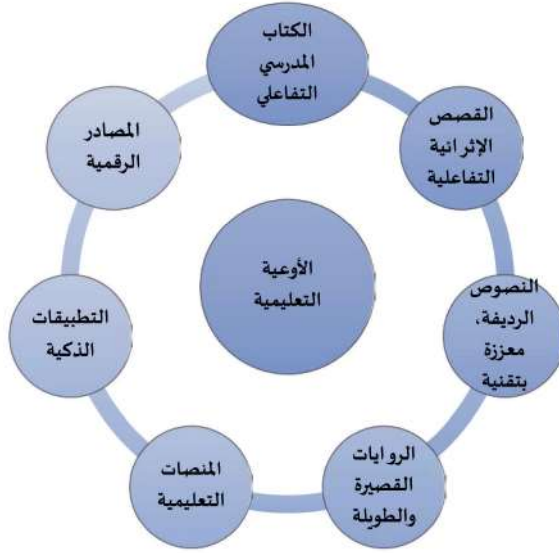 الكتاب
المدرسي
التفاعلي
القصص
الإثرائية
التفاعلية
النصوص
الرديفة،
معززة
بتقنية
الروايات
القصيرة
والطويلة
المنصات
التعليمية
التطبيقات
الذكية
المصادر
الرقمية
الأوعية
التعليمية